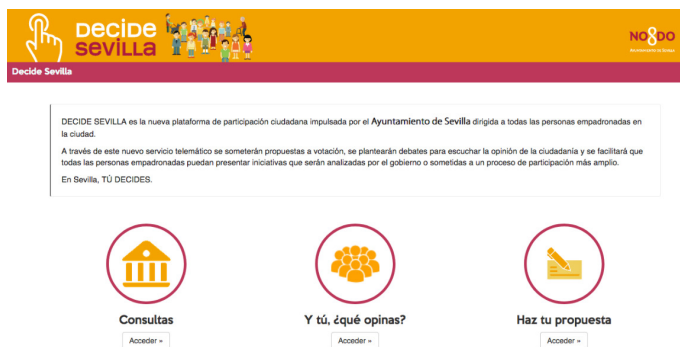 DECIDE
SEVILLA
NO8DO
Decide Sevilla
DECIDE SEVILLA es la nueva plataforma de participación ciudadana impulsada por el Ayuntamiento de Sevilla dirigida a todas las personas empadronadas en
la ciudad.
A través de este nuevo servicio telemático se someterán propuestas a votación, se plantearán debates para escuchar la opinión de la ciudadanía y se facilitará que
todas las personas empadronadas puedan presentar iniciativas que serán analizadas por el gobierno o sometidas a un proceso de participación más amplio.
En Sevilla, TÚ DECIDES.
Consultas
Y tú, ¿qué opinas?
Haz tu propuesta
Acceder »
Acceder »
Acceder »